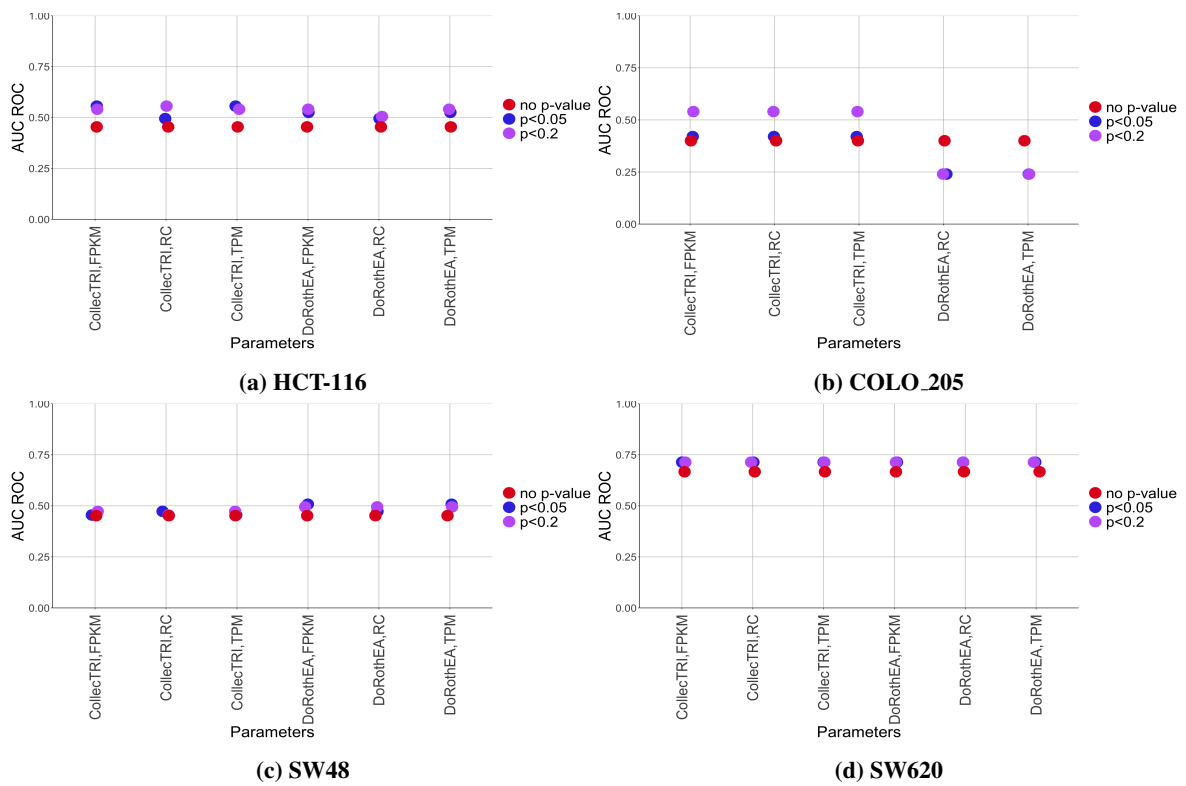 1.00
0.75
0.50
0.25
0.00
AUC ROC
CollecTRI,FPKM
CollecTRI,RC
CollecTRI,TPM
DoRothEA,FPKM
DoRothEA,RC
DoRothEA,TPM
Parameters
no p-value
p<0.05
p<0.2
(a) HCT-116
1.00
0.75
0.50
0.25
0.00
AUC ROC
CollecTRI,FPKM
CollecTRI,RC
CollecTRI,TPM
DoRothEA,RC
DoRothEA,TPM
Parameters
no p-value
p<0.05
p<0.2
(b) COLO_205
1.00
0.75
0.50
0.25
0.00
AUC ROC
CollecTRI,FPKM
CollecTRI,RC
CollecTRI,TPM
DoRothEA,FPKM
DoRothEA,RC
DoRothEA,TPM
Parameters
no p-value
p<0.05
p<0.2
(c) SW48
1.00
0.75
0.50
0.25
0.00
AUC ROC
CollecTRI,FPKM
CollecTRI,RC
CollecTRI,TPM
DoRothEA,FPKM
DoRothEA,RC
DoRothEA,TPM
Parameters
no p-value
p<0.05
p<0.2
(d) SW620